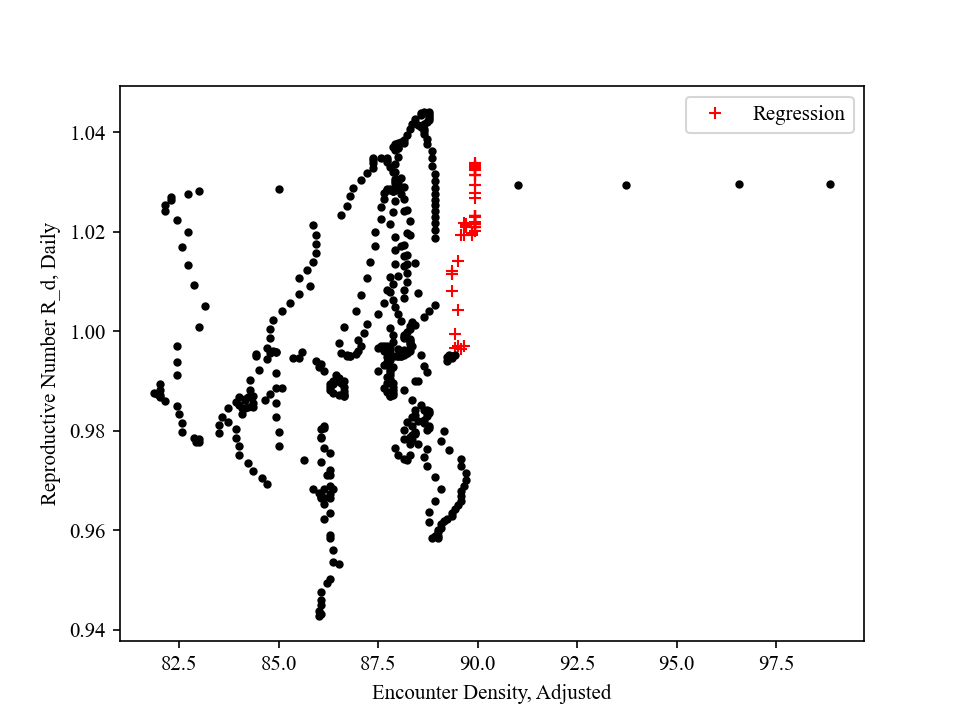 Regression
Reproductive Number R_d, Daily
1.04
1.02
1.00
0.98
0.96
0.94
82.5 85.0 87.5 90.0 92.5 95.0 97.5
Encounter Density, Adjusted